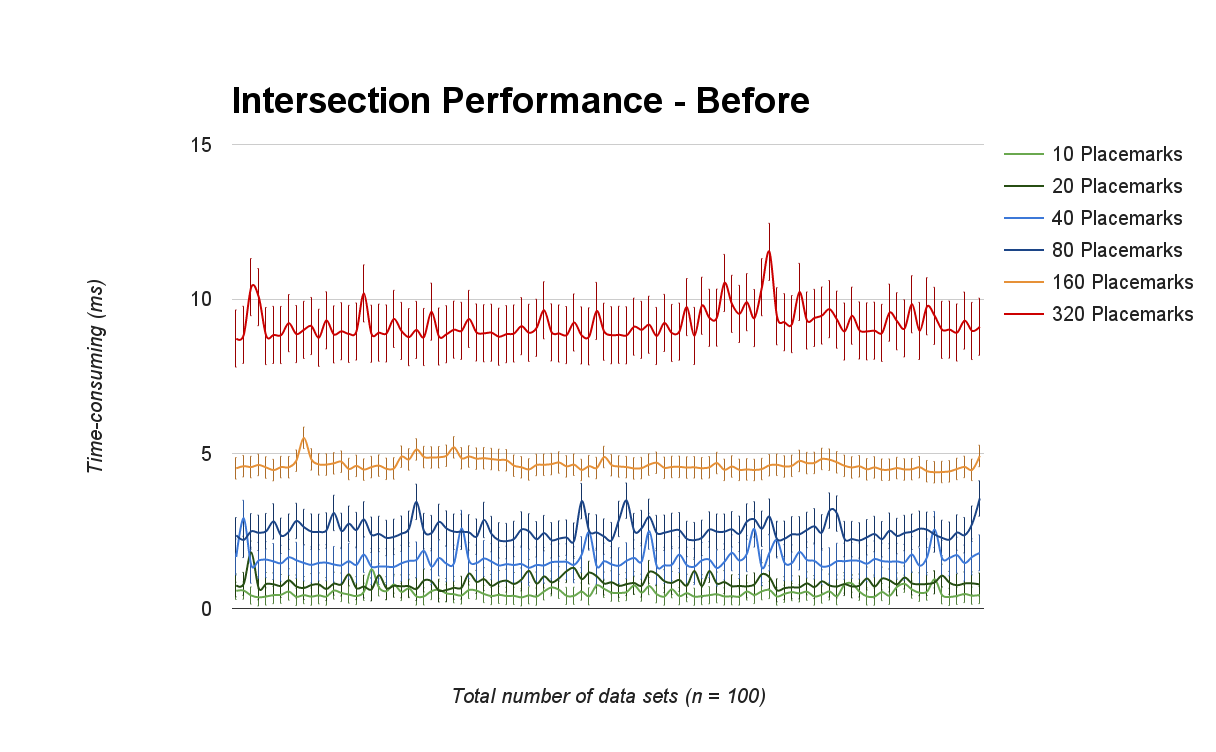 Intersection Performance - Before
15
10
5
0
Time-consuming (ms)
10 Placemarks
20 Placemarks
40 Placemarks
80 Placemarks
160 Placemarks
320 Placemarks
Total number of data sets (n = 100)